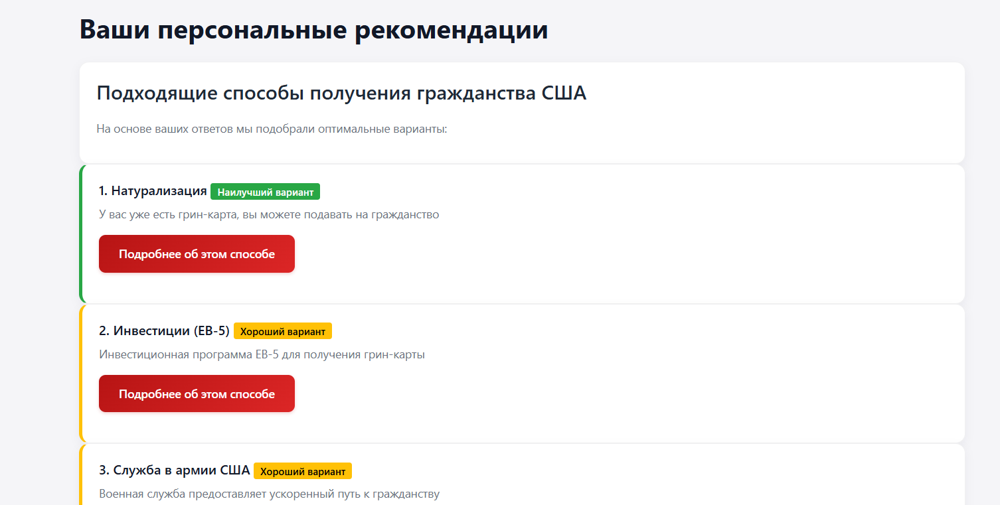 Ваши персональные рекомендации
Подходящие способы получения гражданства США
На основе ваших ответов мы подобрали оптимальные варианты:
1. Натурализация Наилучший вариант
У вас уже есть грин-карта, вы можете подавать на гражданство
Подробнее об этом способе
2. Инвестиции (EB-5) Хороший вариант
Инвестиционная программа EB-5 для получения грин-карты
Подробнее об этом способе
3. Служба в армии США Хороший вариант
Военная служба предоставляет ускоренный путь к гражданству